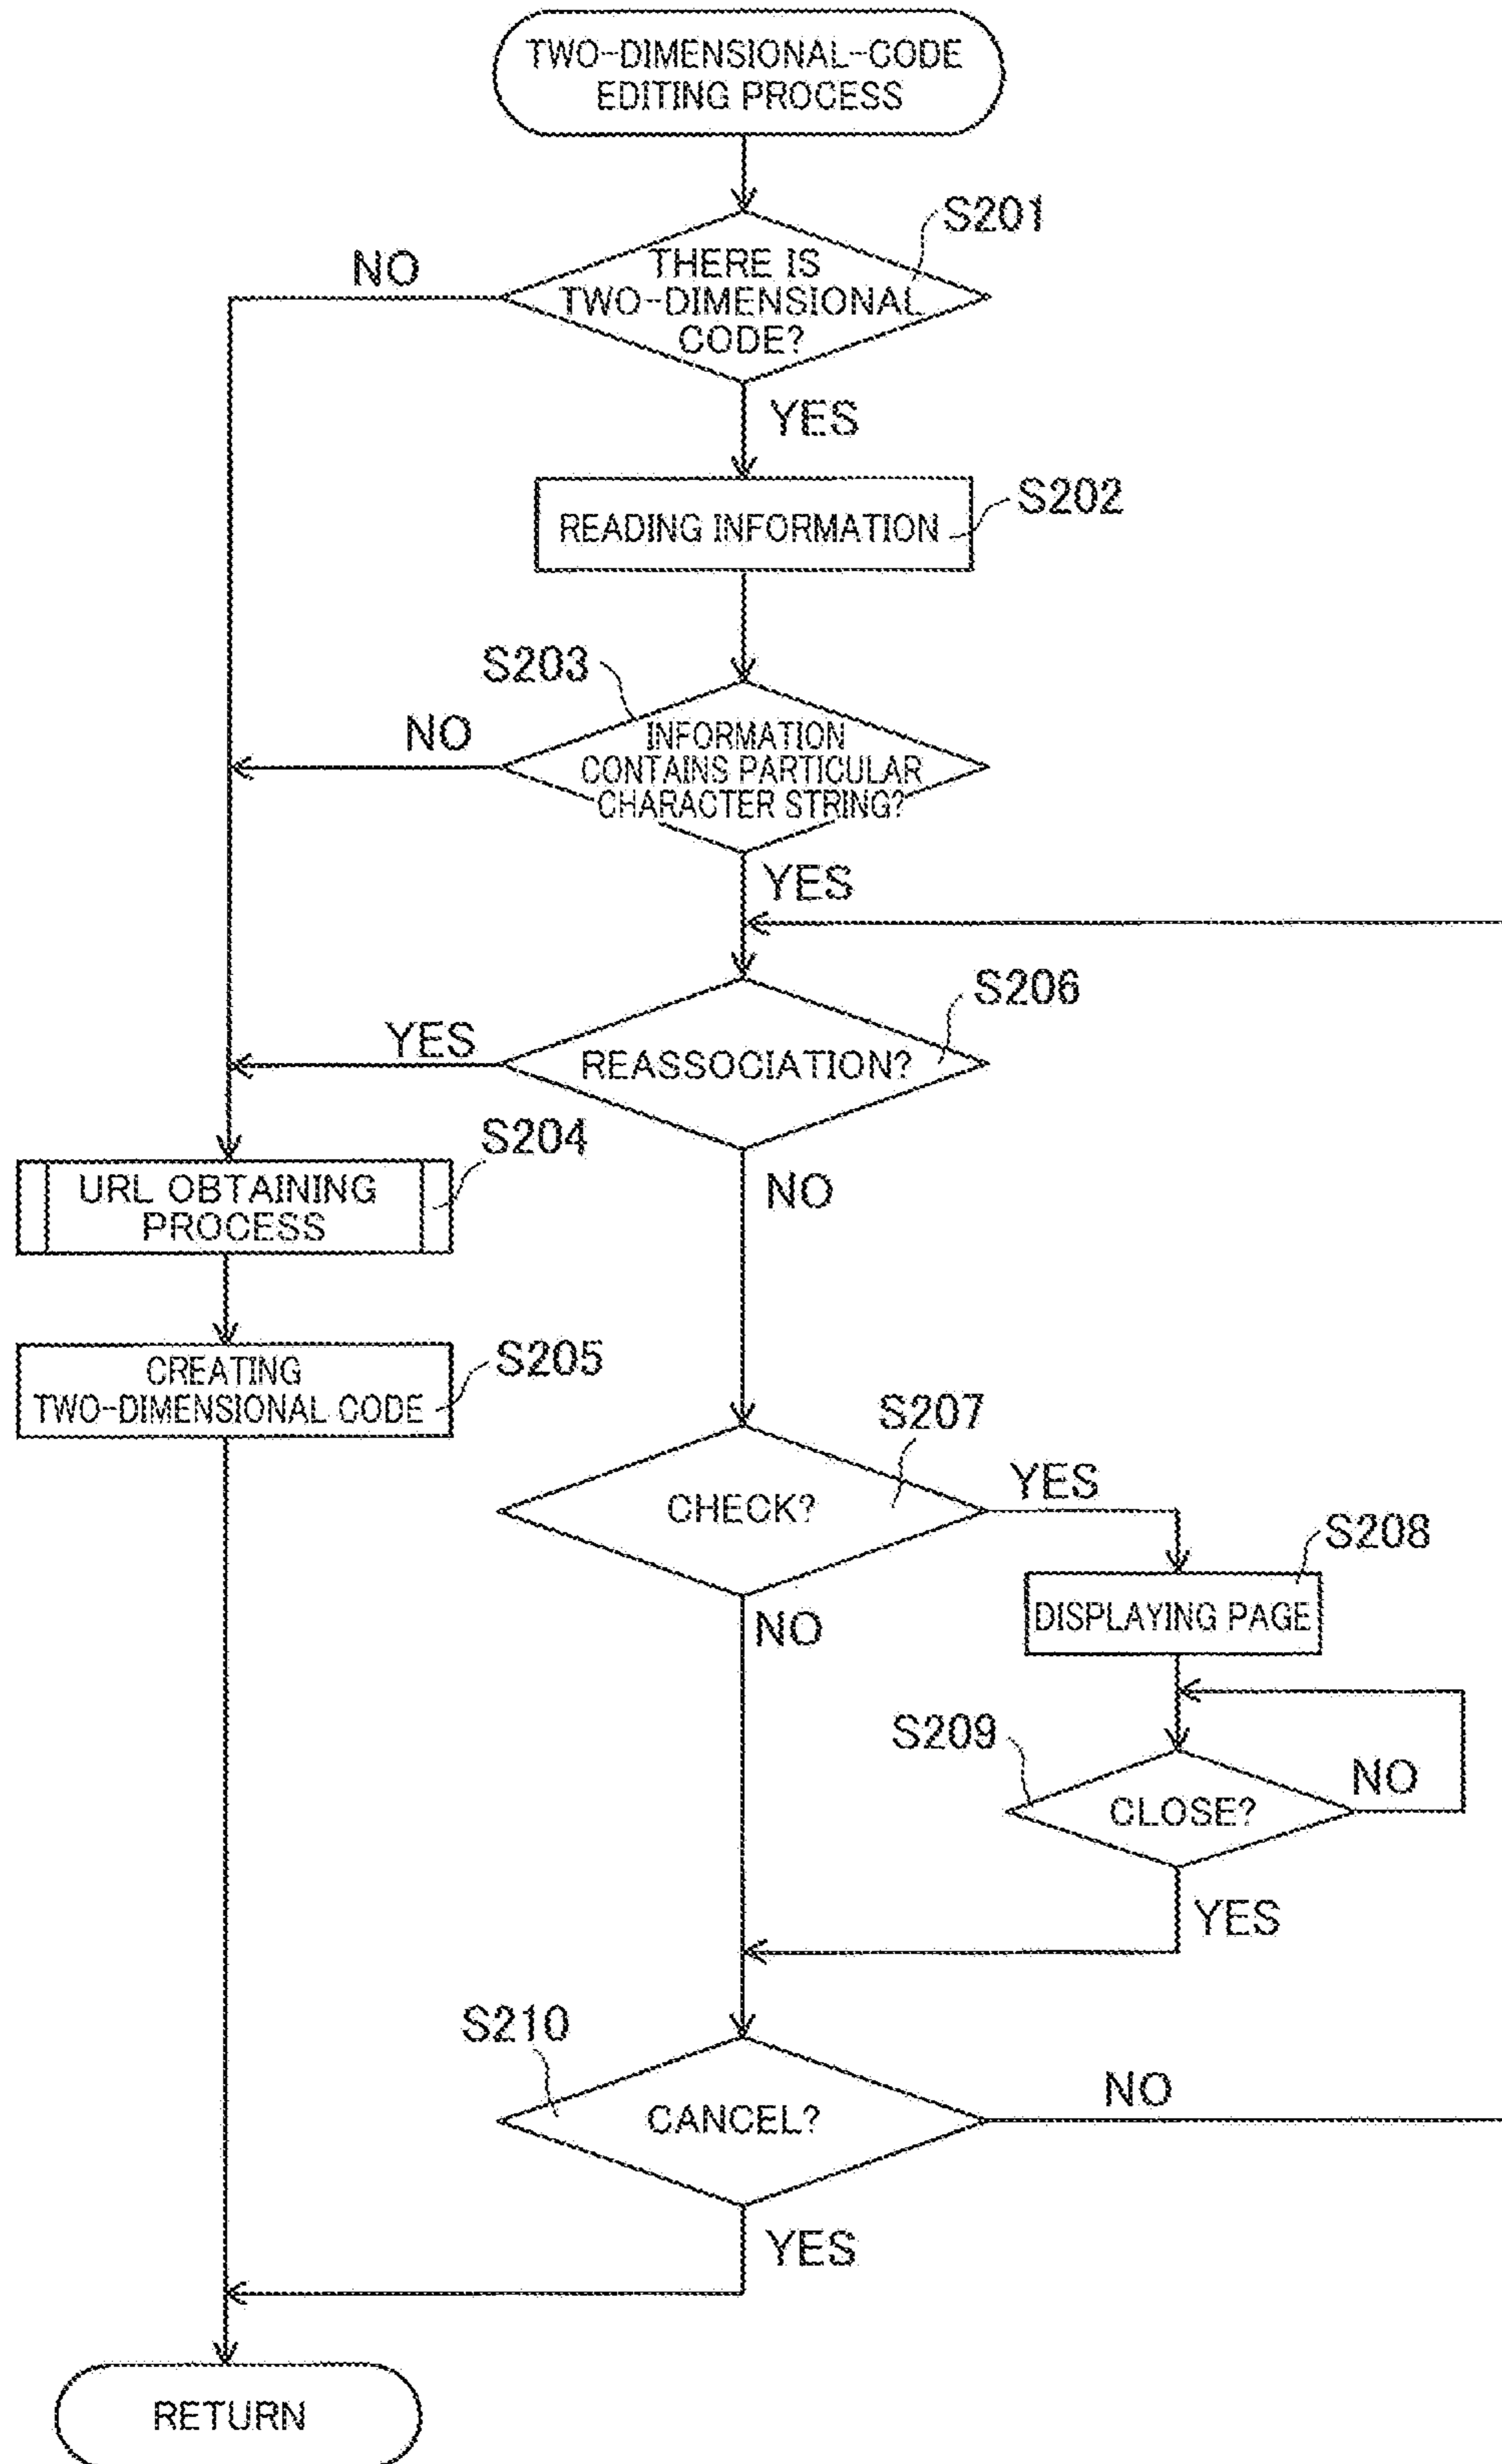 TWO-DIMENSIONAL-CODE
EDITING PROCESS
S201
NO
THERE IS
TWO-DIMENSIONAL
CODE?
YES
S202
READING INFORMATION
S203
NO
INFORMATION
CONTAINS PARTICULAR
CHARACTER STRING?
YES
S206
YES
REASSOCIATION?
S204
NO
URL OBTAINING
PROCESS
S205
CREATING
TWO-DIMENSIONAL CODE
S207
YES
CHECK?
S208
NO
DISPLAYING PAGE
S209
NO
CLOSE?
YES
S210
NO
CANCEL?
YES
RETURN